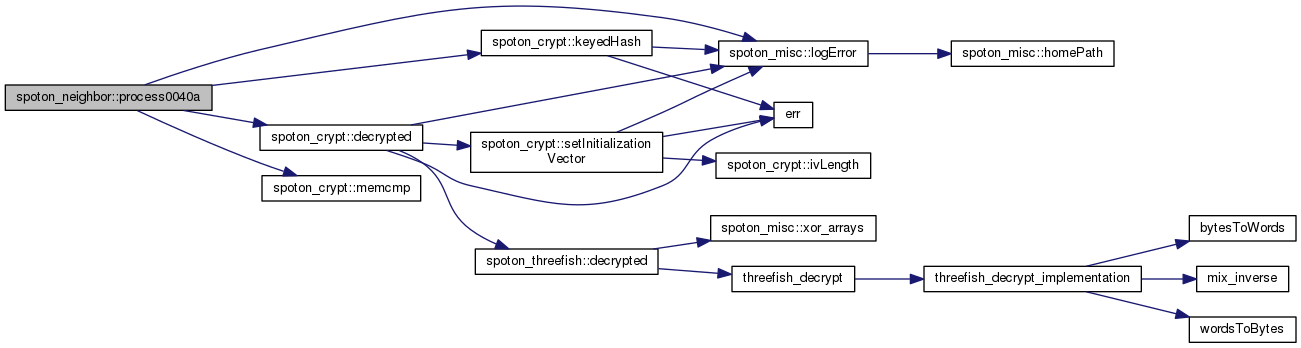 spoton_neighbor::process0040a
spoton_crypt::keyedHash
spoton_misc::logError
spoton_misc::homePath
spoton_crypt::decrypted
err
spoton_crypt::setInitialization
Vector
spoton_crypt::ivLength
spoton_crypt::memcmp
spoton_misc::xor_arrays
spoton_threefish::decrypted
threefish_decrypt
threefish_decrypt_implementation
bytesToWords
mix_inverse
wordsToBytes